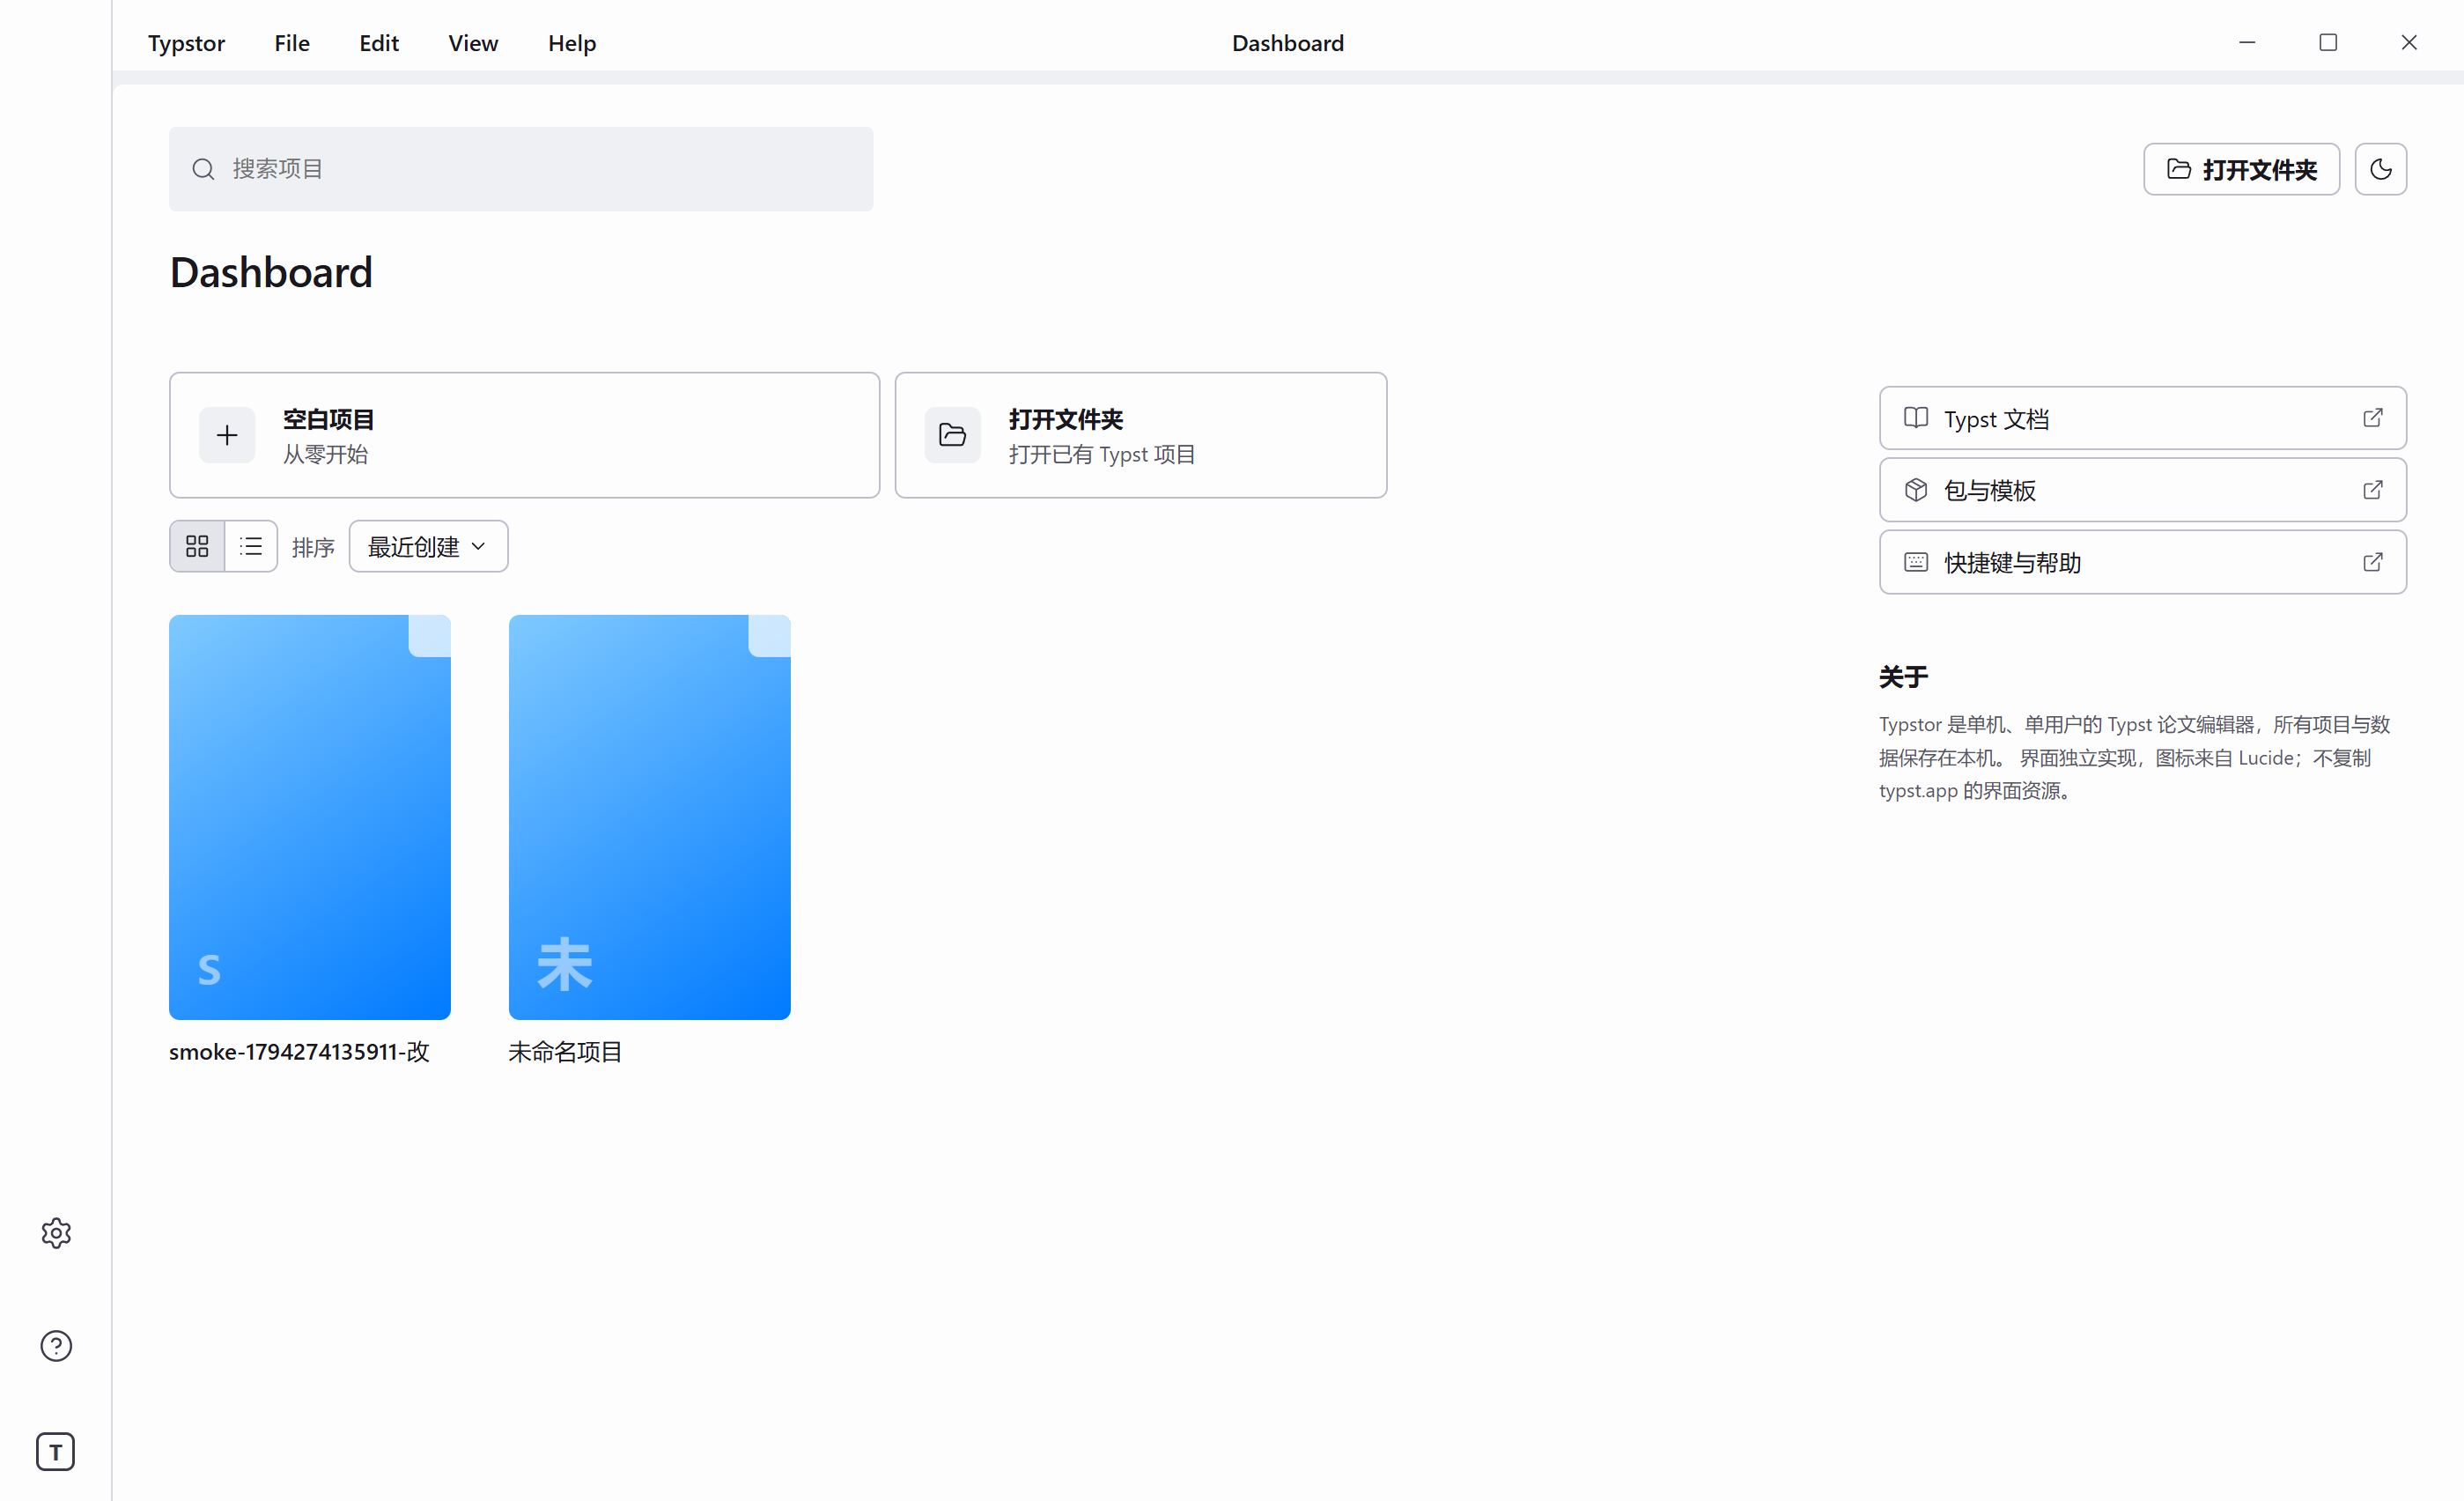 Typstor File Edit View Help Dashboard
搜索项目
打开文件夹
Dashboard
空白项目
从零开始
打开文件夹
打开已有 Typst 项目
排序 最近创建
S
未
smoke-1794274135911-改
未命名项目
Typst 文档
包与模板
快捷键与帮助
关于
Typstor 是单机、单用户的 Typst 论文编辑器，所有项目与数
据保存在本机。 界面独立实现，图标来自 Lucide；不复制
typst.app 的界面资源。
T